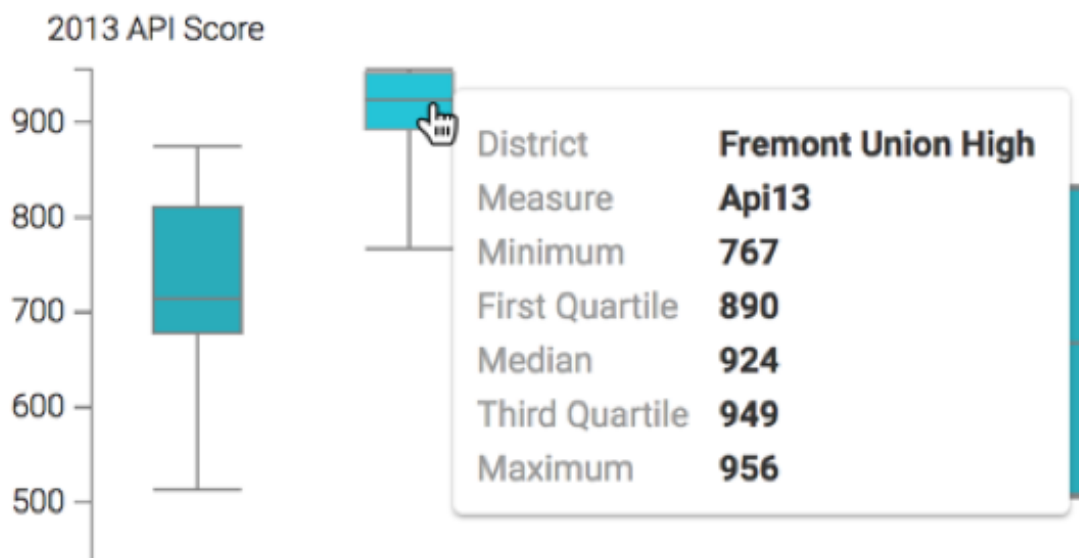 2013 API Score
900
800
700
600
500
District Fremont Union High
Measure Api13
Minimum 767
First Quartile 890
Median 924
Third Quartile 949
Maximum 956